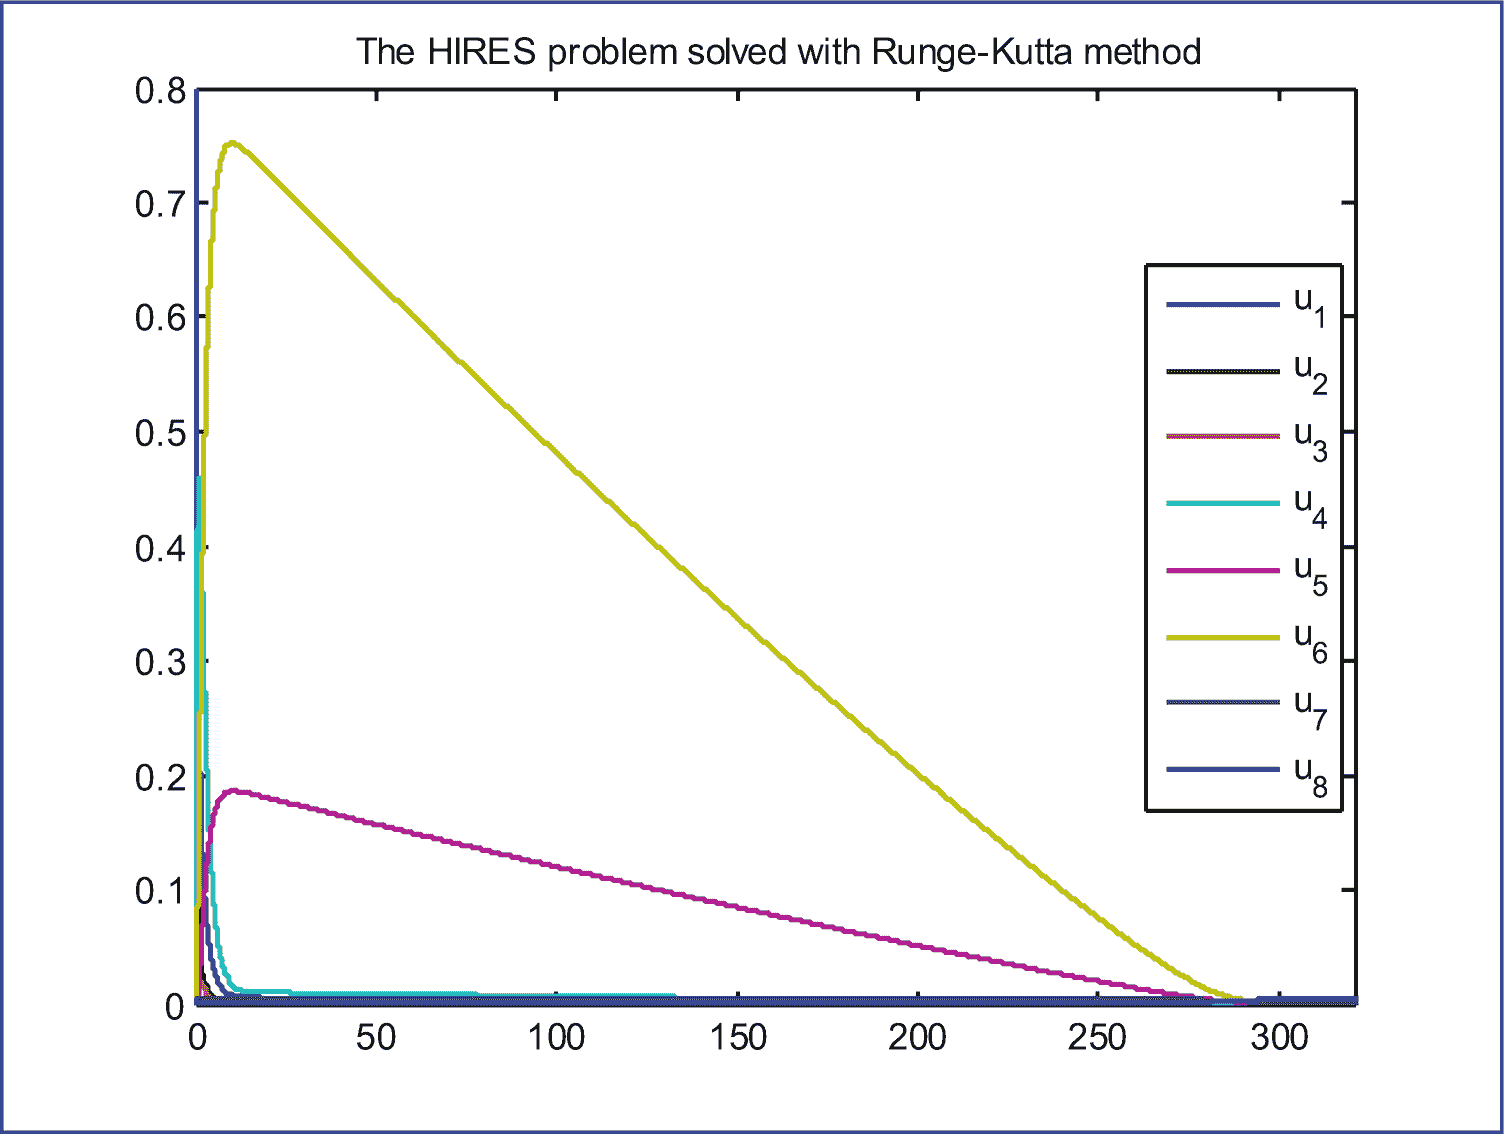 The HIRES problem solved with Runge-Kutta method
0.8
0.7
0.6
0.5
0.4
0.3
0.2
0.1
0
0 50 100 150 200 250 300
u1
u2
u3
u4
u5
u6
u7
u8